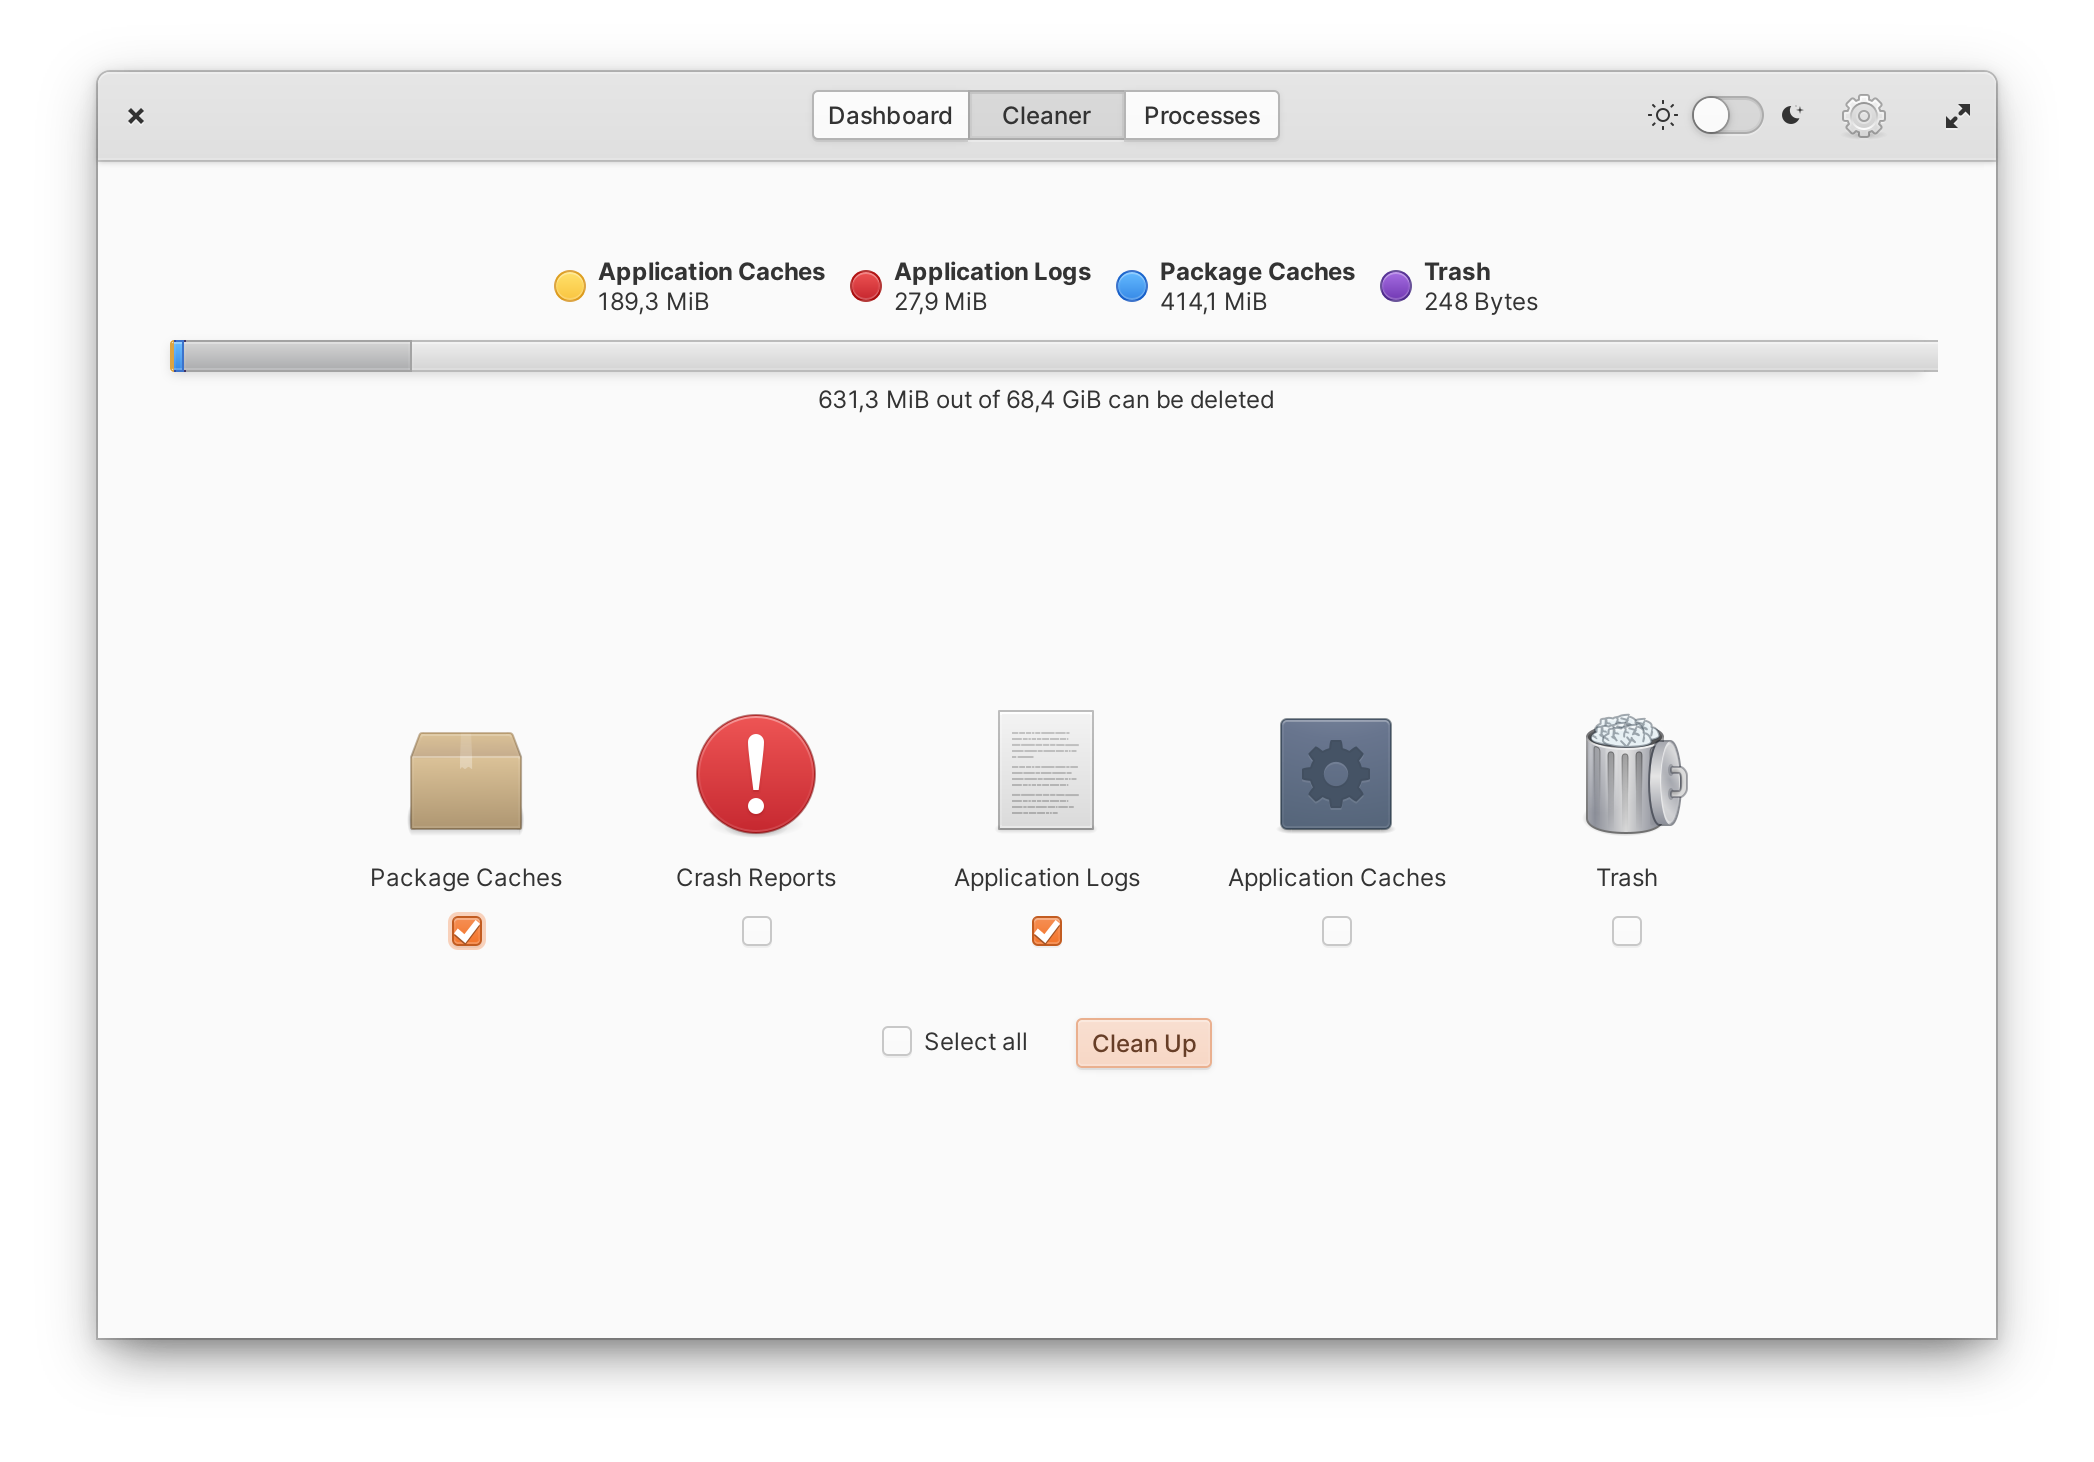 Dashboard
Cleaner
Processes
Application Caches
189,3 MiB
Application Logs
27,9 MiB
Package Caches
414,1 MiB
Trash
248 Bytes
631,3 MiB out of 68,4 GiB can be deleted
Package Caches
Crash Reports
Application Logs
Application Caches
Trash
Select all
Clean Up